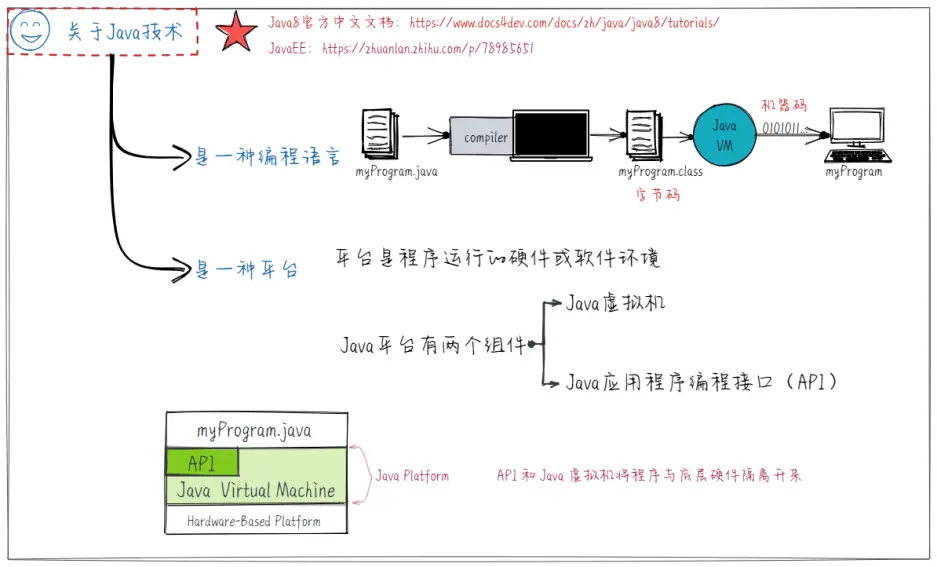 关于Java技术
Java8官方中文文档：https://www.docs4dev.com/docs/zh/java/java8/tutorials/
JavaEE：https://zhuanlan.zhihu.com/p/78985651
是一种编程语言
myProgram.java
compiler
myProgram.class
字节码
Java
VM
机器码
0101011...
myProgram
是一种平台
平台是程序运行的硬件或软件环境
Java平台有两个组件
Java虚拟机
Java应用程序编程接口（API）
myProgram.java
API
Java Virtual Machine
Hardware-Based Platform
Java Platform
API和Java虚拟机将程序与底层硬件隔离开来